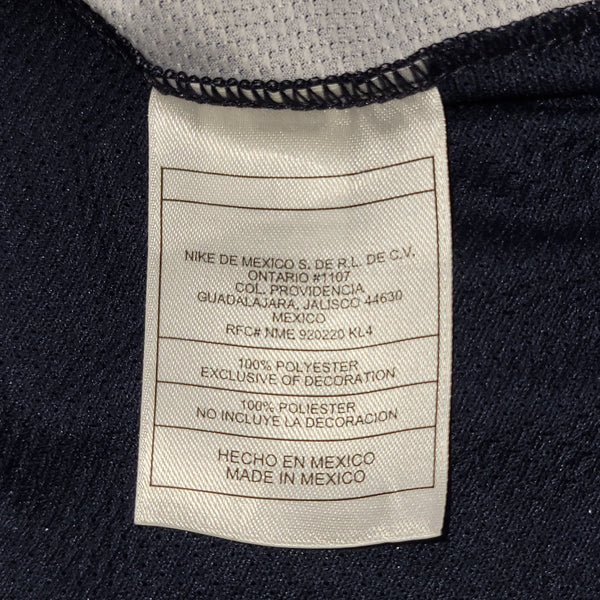 NIKE DE MEXICO S. DE R.L. DE C.V.
ONTARIO #1107
COL. PROVIDENCIA
GUADALAJARA, JALISCO 44630
MEXICO
RFC# NME 920220 KL4
100% POLYESTER
EXCLUSIVE OF DECORATION
100% POLIESTER
NO INCLUYE LA DECORACION
HECHO EN MEXICO
MADE IN MEXICO